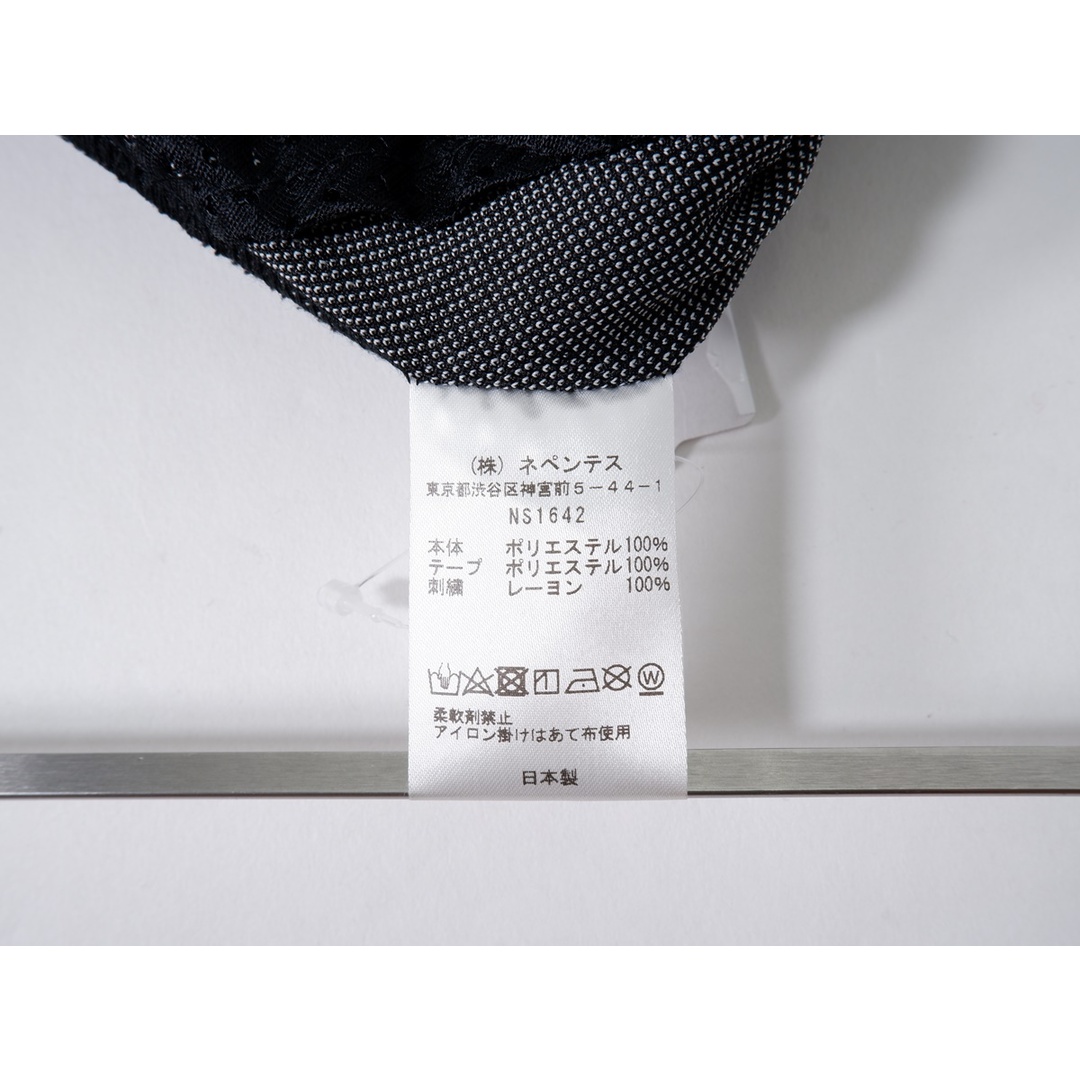 (株) ネペンテス
東京都渋谷区神宮前5-44-1
NS1642
本体 ポリエステル100%
テープ ポリエステル100%
刺繍 レーヨン 100%
W
柔軟剤禁止
アイロン掛けはあて布使用
日本製